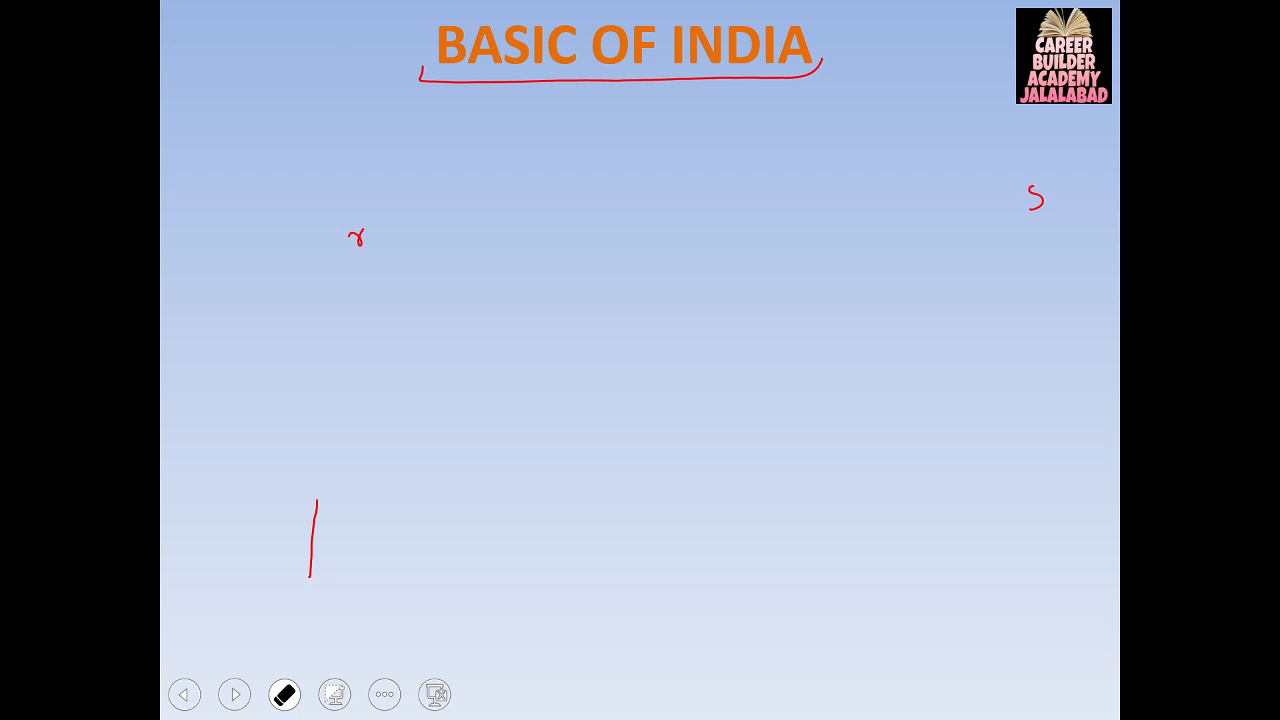 BASIC OF INDIA
CAREER
BUILDER
ACADEMY
JALALABAD